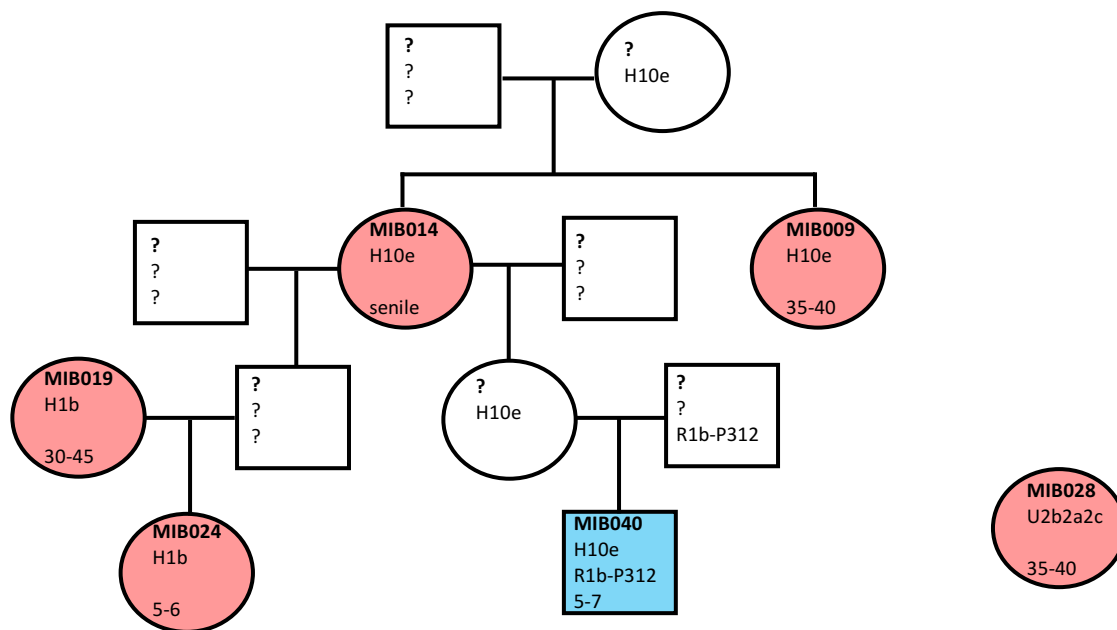 ?
?
?
?
H10e
?
?
?
MIB014
H10e
senile
?
?
?
MIB009
H10e
35-40
MIB019
H1b
30-45
?
?
?
?
H10e
?
?
R1b-P312
MIB024
H1b
5-6
MIB040
H10e
R1b-P312
5-7
MIB028
U2b2a2c
35-40